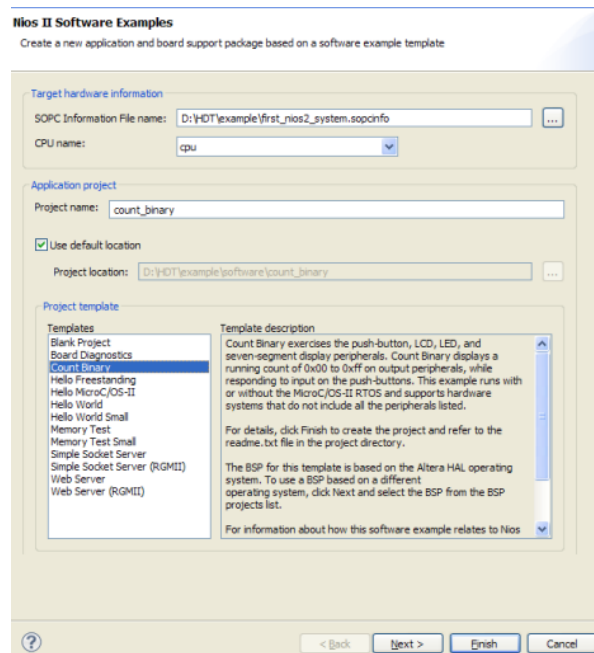 Nios II Software Examples
Create a new application and board support package based on a software example template
Target hardware information
SOPC Information File name: D:\HDT\example\first_nios2_system.sopcinfo ...
CPU name: cpu
Application project
Project name: count_binary
Use default location
Project location: D:\HDT\example\software\count_binary ...
Project template
Templates
Blank Project
Board Diagnostics
Count Binary
Hello Freestanding
Hello MicroC/OS-II
Hello World
Hello World Small
Memory Test
Memory Test Small
Simple Socket Server
Simple Socket Server (RGMII)
Web Server
Web Server (RGMII)
Template description
Count Binary exercises the push-button, LCD, LED, and
seven-segment display peripherals. Count Binary displays a
running count of 0x00 to 0xff on output peripherals, while
responding to input on the push-buttons. This example runs with
or without the MicroC/OS-II RTOS and supports hardware
systems that do not include all the peripherals listed.
For details, click Finish to create the project and refer to the
readme.txt file in the project directory.
The BSP for this template is based on the Altera HAL operating
system. To use a BSP based on a different
operating system, click Next and select the BSP from the BSP
projects list.
For information about how this software example relates to Nios
? < Back Next > Finish Cancel